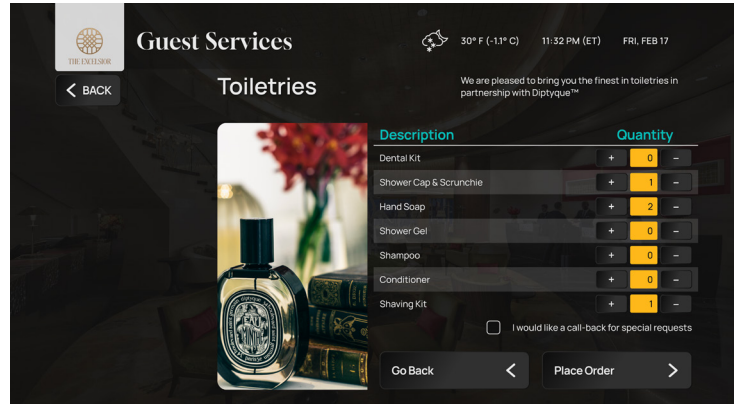 THE EXCELSIOR
Guest Services
30° F (-1.1° C) 11:32 PM (ET) FRI, FEB 17
BACK
Toiletries
We are pleased to bring you the finest in toiletries in
partnership with Diptyque™
Description Quantity
Dental Kit + 0 -
Shower Cap & Scrunchie + 1 -
Hand Soap + 2 -
Shower Gel + 0 -
Shampoo + 0 -
Conditioner + 0 -
Shaving Kit + 1 -
I would like a call-back for special requests
Go Back
Place Order
diptyque
EAU